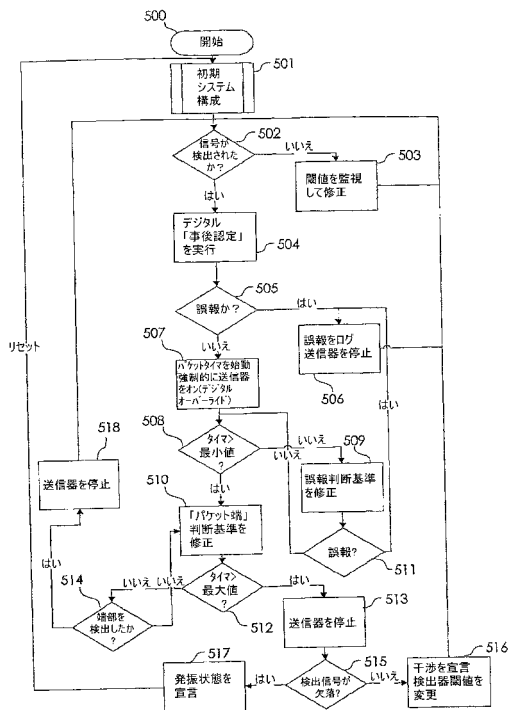 500
開始
501
初期
システム
構成
502
信号が
検出された
か?
いいえ
503
閾値を監視
して修正
はい
デジタル
「事後認定」
を実行
504
505
誤報か?
はい
リセット
いいえ
507
パケットタイマを始動
強制的に送信器
をオン(デジタル
オーバーライド)
誤報をログ
送信器を停止
506
はい
508
タイマ>
最小値
?
いいえ
いいえ
509
誤報判断基準
を修正
518
送信器を停止
はい
510
「パケット端」
判断基準を
修正
誤報?
511
はい
514
端部を
検出したか
?
いいえ
いいえ
タイマ>
最大値
?
512
はい
513
送信器を停止
517
発振状態を
宣言
はい
515
検出信号が
欠落?
いいえ
516
干渉を宣言
検出器閾値を
変更